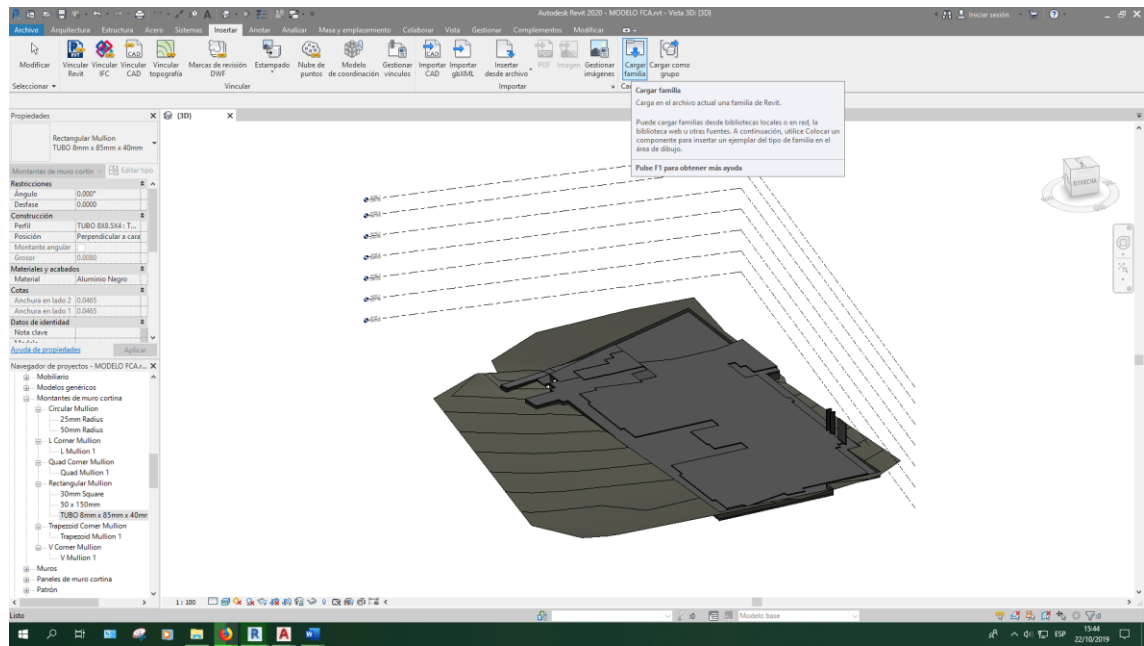 Autodesk Revit 2020 - MODELO FCA.rvt - Vista 3D: {3D}
Iniciar sesión
Archivo Arquitectura Estructura Acero Sistemas Insertar Anotar Analizar Masa y emplazamiento Colaborar Vista Gestionar Complementos Modificar
Modificar Vincular Revit Vincular IFC Vincular CAD Vincular topografía Marcas de revisión DWF Estampado Nube de puntos Modelo de coordinación Gestionar vínculos Importar CAD Importar gbXML Insertar desde archivo PDF Imagen Gestionar imágenes Cargar familia Cargar como grupo
Seleccionar Vincular Importar
Cargar familia
Carga en el archivo actual una familia de Revit.
Puede cargar familias desde bibliotecas locales o en red, la
biblioteca web u otras fuentes. A continuación, utilice Colocar un
componente para insertar un ejemplar del tipo de familia en el
área de dibujo.
Pulse F1 para obtener más ayuda
Propiedades
{3D}
Rectangular Mullion
TUBO 8mm x 85mm x 40mm
Montantes de muro cortin Editar tipo
Restricciones
Ángulo 0.000°
Desfase 0.0000
Construcción
Perfil TUBO 8X8.5X4 : T...
Posición Perpendicular a cara
Montante angular
Grosor 0.0080
Materiales y acabados
Material Aluminio Negro
Cotas
Anchura en lado 2 0.0465
Anchura en lado 1 0.0465
Datos de identidad
Nota clave
Ayuda de propiedades Aplicar
Navegador de proyectos - MODELO FCA.r...
Mobiliario
Modelos genéricos
Montantes de muro cortina
Circular Mullion
25mm Radius
50mm Radius
L Corner Mullion
L Mullion 1
Quad Corner Mullion
Quad Mullion 1
Rectangular Mullion
30mm Square
50 x 150mm
TUBO 8mm x 85mm x 40mr
Trapezoid Corner Mullion
Trapezoid Mullion 1
V Corner Mullion
V Mullion 1
Muros
Paneles de muro cortina
Patrón
DERECHA
1 : 100
Listo
:0
Modelo base
:0
ESP
15:44
22/10/2019